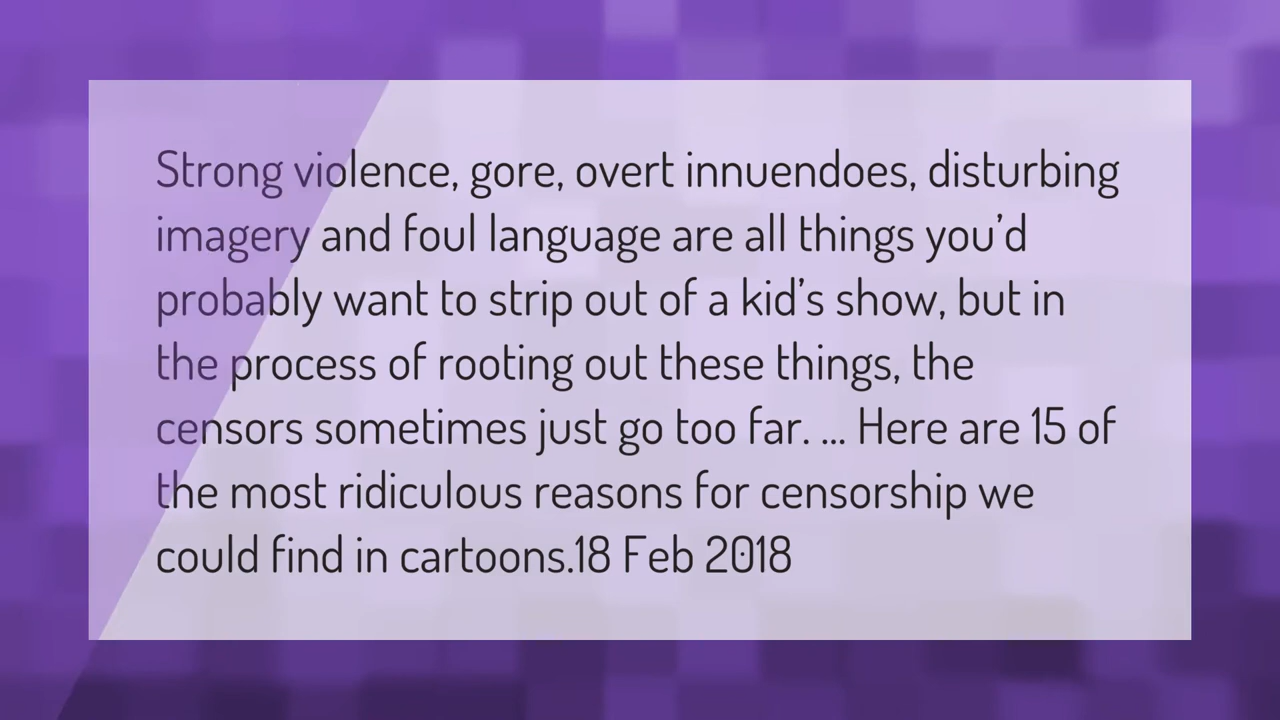 Strong violence, gore, overt innuendoes, disturbing
imagery and foul language are all things you’d
probably want to strip out of a kid’s show, but in
the process of rooting out these things, the
censors sometimes just go too far. ... Here are 15 of
the most ridiculous reasons for censorship we
could find in cartoons.18 Feb 2018